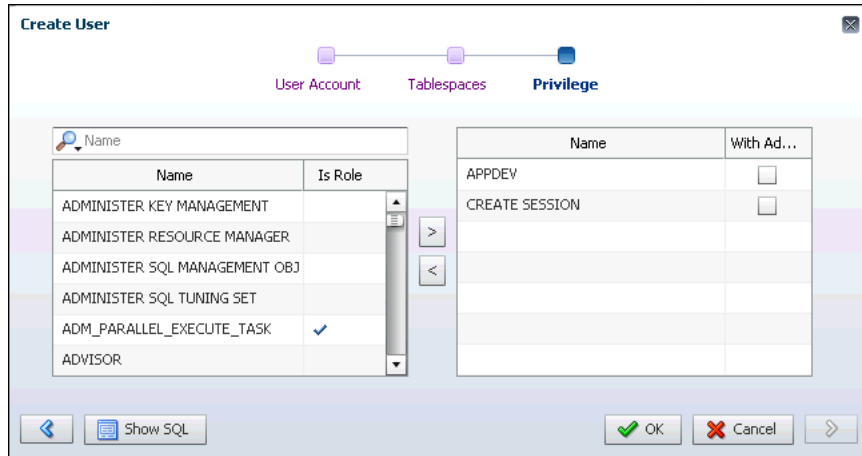 Create User
User Account Tablespaces Privilege
Name
Name Is Role
ADMINISTER KEY MANAGEMENT
ADMINISTER RESOURCE MANAGER
ADMINISTER SQL MANAGEMENT OBJ
ADMINISTER SQL TUNING SET
ADM_PARALLEL_EXECUTE_TASK
ADVISOR
>
<
Name With Ad...
APPDEV
CREATE SESSION
Show SQL OK Cancel